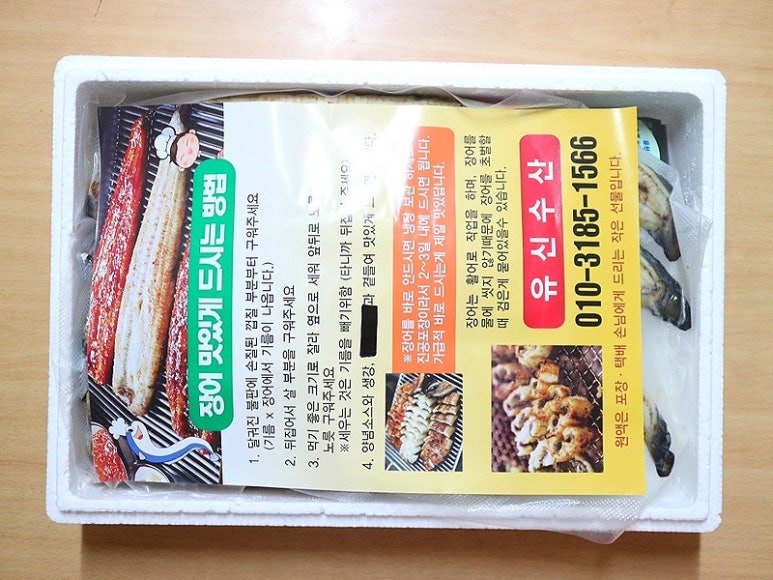 장어 맛있게 드시는 방법
1. 달궈진 불판에 손질된 껍질 부분부터 구워주세요
(기름 x 장어에서 기름이 나옵니다.)
2. 뒤집어서 살 부분을 구워주세요
3. 먹기 좋은 크기로 잘라 옆으로 세워 앞뒤로
노릇 구워주세요
※세우는 것은 기름을 빼기위함 (타니까 뒤집
4. 양념소스와 생강, 과 곁들여 맛있게
※장어를 바로 안드시면 냉장 보관
진공포장이라서 2~3일 내에 드시면 됩니다.
가급적 바로 드시는게 제일 맛있답니다.
장어는 활어로 작업을 하며, 장어를
물에 씻지 않기때문에 장어를 초벌할
때 검은게 묻어있을수 있습니다.
유신수산
010-3185-1566
원액은 포장·택배 손님에게 드리는 작은 선물입니다.